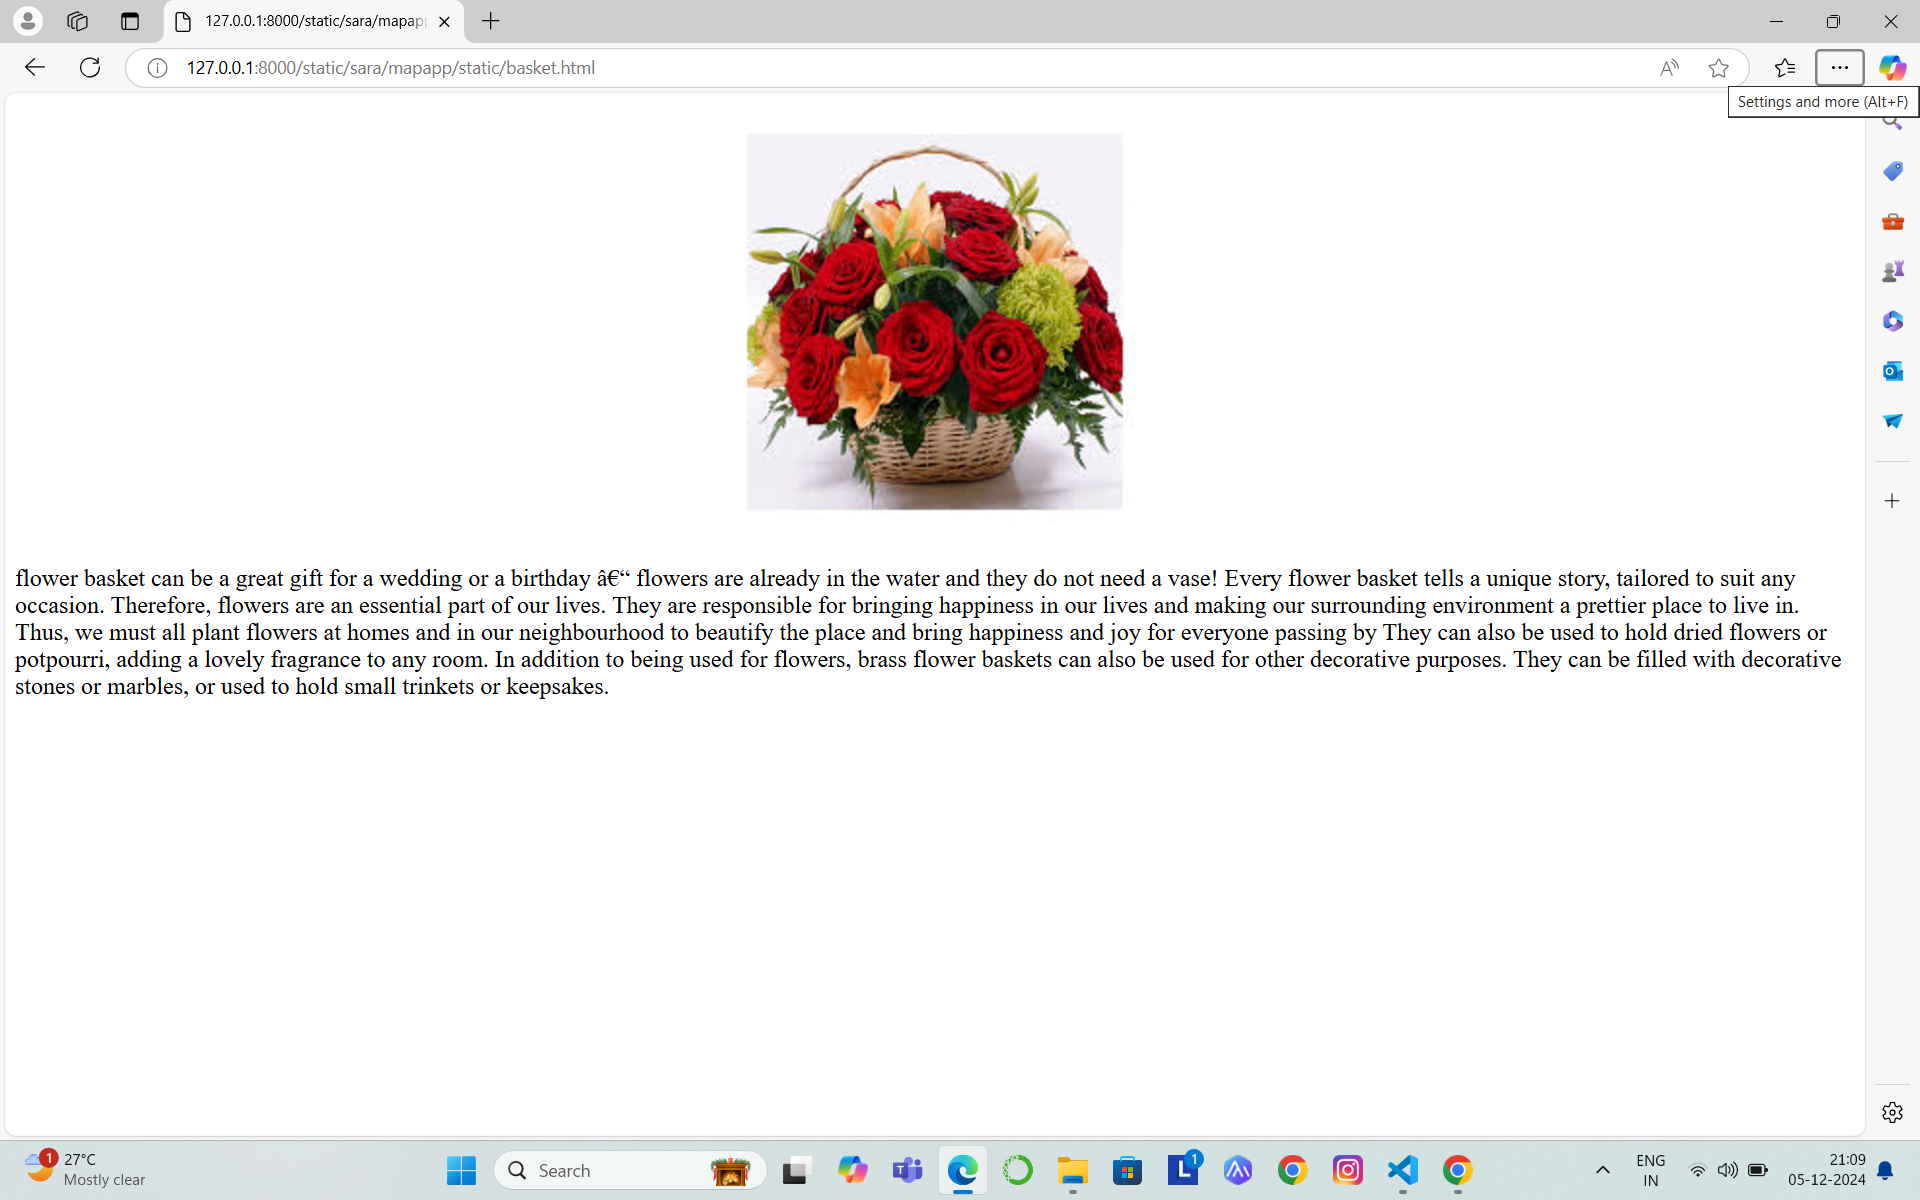 127.0.0.1:8000/static/sara/mapap
127.0.0.1:8000/static/sara/mapapp/static/basket.html
Settings and more (Alt+F)
flower basket can be a great gift for a wedding or a birthday â€“ flowers are already in the water and they do not need a vase! Every flower basket tells a unique story, tailored to suit any
occasion. Therefore, flowers are an essential part of our lives. They are responsible for bringing happiness in our lives and making our surrounding environment a prettier place to live in.
Thus, we must all plant flowers at homes and in our neighbourhood to beautify the place and bring happiness and joy for everyone passing by They can also be used to hold dried flowers or
potpourri, adding a lovely fragrance to any room. In addition to being used for flowers, brass flower baskets can also be used for other decorative purposes. They can be filled with decorative
stones or marbles, or used to hold small trinkets or keepsakes.
1
27°C
Mostly clear
Search
1
ENG
IN
21:09
05-12-2024